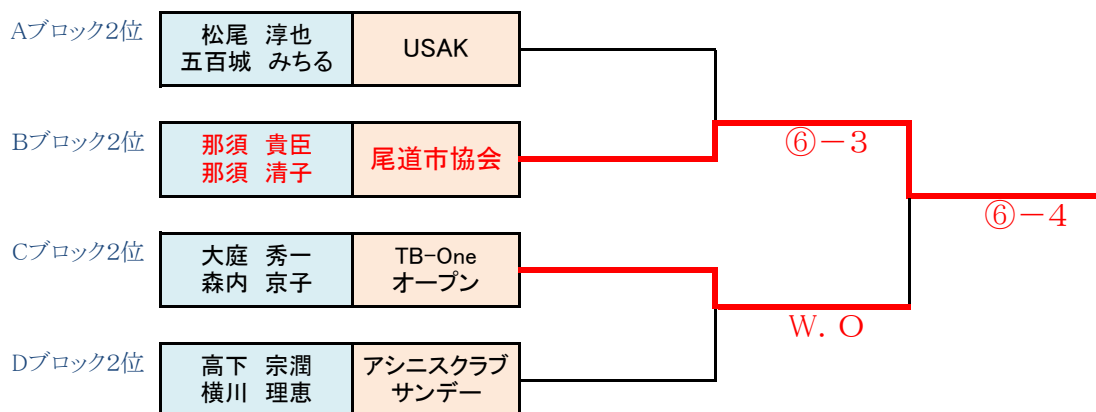 Aブロック2位
松尾 淳也
五百城 みちる
USAK
Bブロック2位
那須 貴臣
那須 清子
尾道市協会
⑥－3
⑥－4
Cブロック2位
大庭 秀一
森内 京子
TB-One
オープン
W. O
Dブロック2位
高下 宗潤
横川 理恵
アシニスクラブ
サンデー